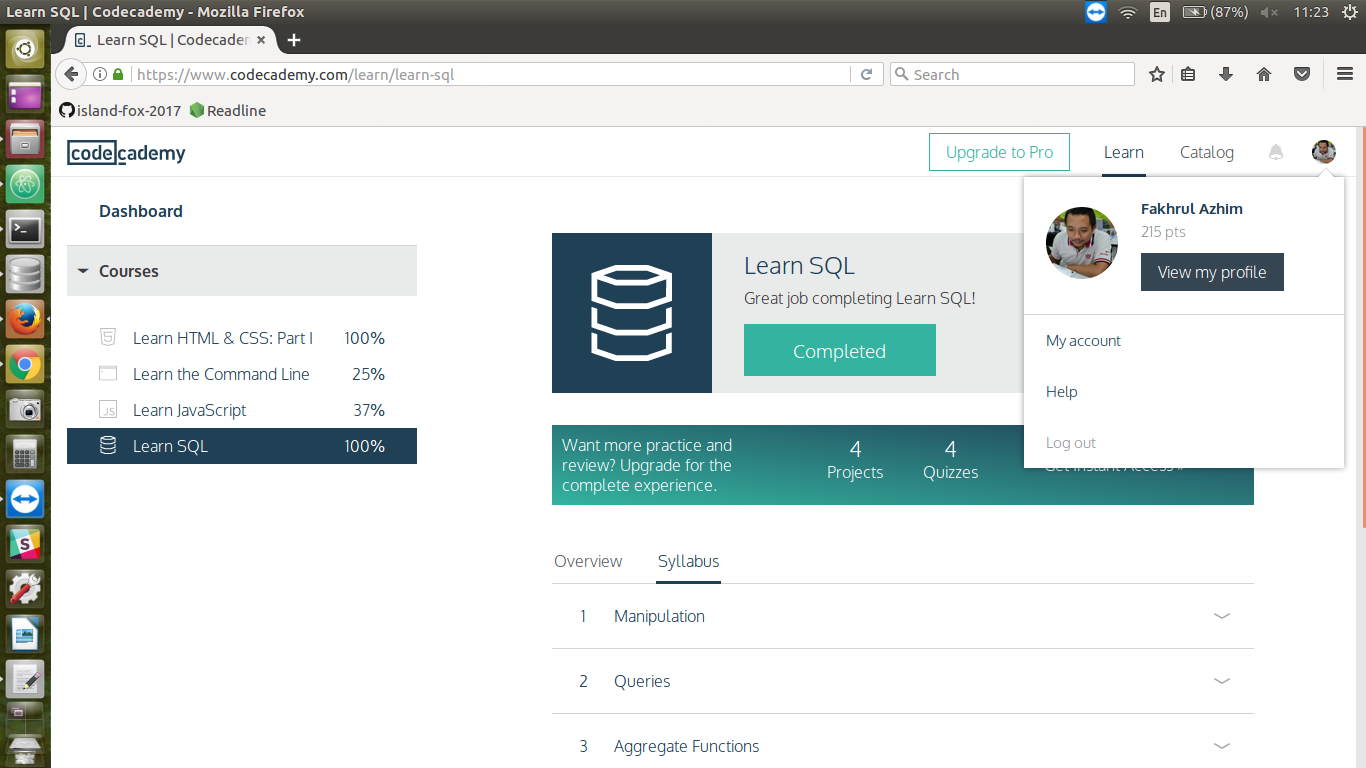 Learn SQL | Codecademy - Mozilla Firefox
En
(87%)
11:23
Learn SQL | Codecader
https://www.codecademy.com/learn/learn-sql
Search
island-fox-2017
Readline
codecademy
Upgrade to Pro
Learn
Catalog
Dashboard
Courses
Learn HTML & CSS: Part I 100%
Learn the Command Line 25%
Learn JavaScript 37%
Learn SQL 100%
Learn SQL
Great job completing Learn SQL!
Completed
Fakhrul Azhim
215 pts
View my profile
My account
Help
Log out
Want more practice and
review? Upgrade for the
complete experience.
4
Projects
4
Quizzes
Get Instant Access »
Overview
Syllabus
1 Manipulation
2 Queries
3 Aggregate Functions